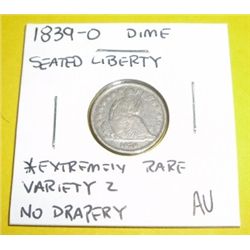 1839-O DIME
SEATED LIBERTY
*EXTREMELY RARE
VARIETY 2
NO DRAPERY AU